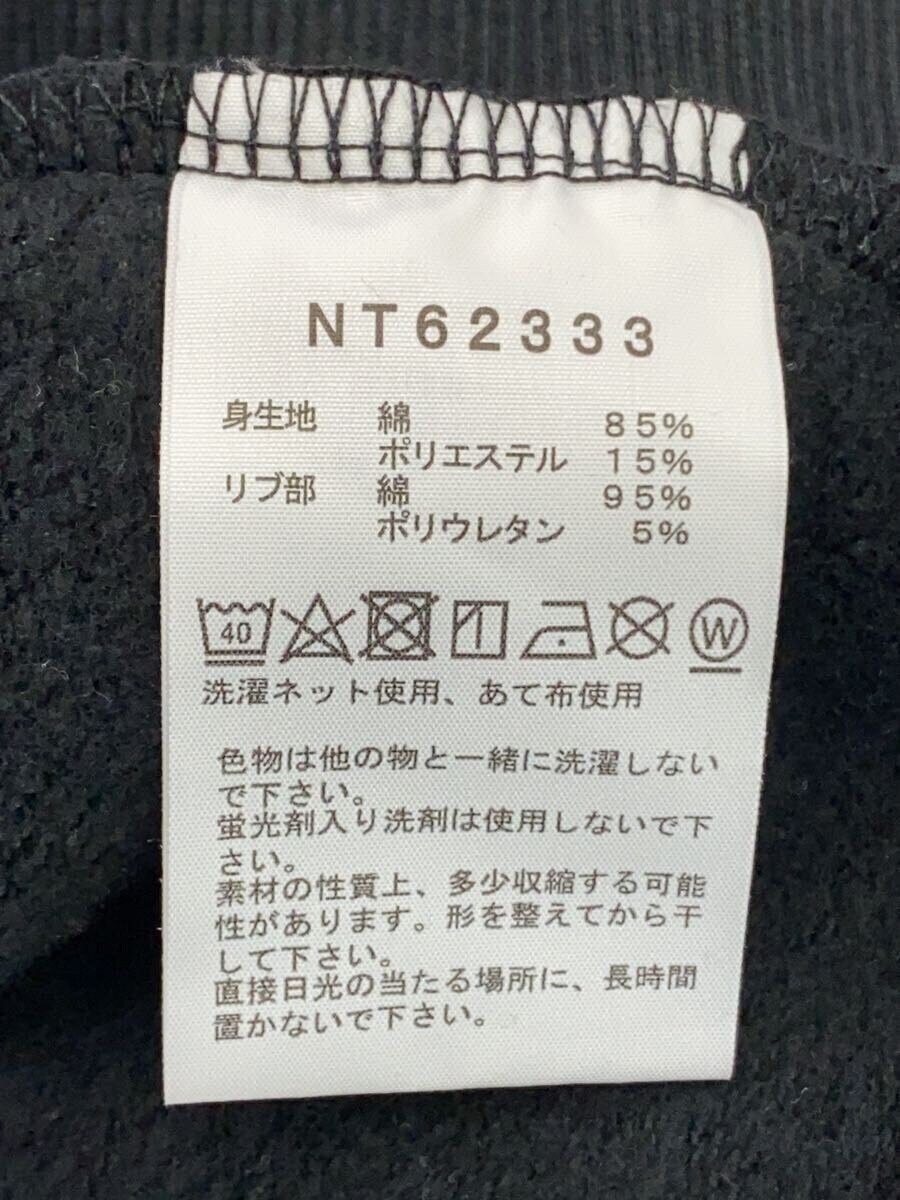 NT62333
身生地 綿 85%
ポリエステル 15%
リブ部 綿 95%
ポリウレタン 5%
40 W
洗濯ネット使用、あて布使用
色物は他の物と一緒に洗濯しない
で下さい。
蛍光剤入り洗剤は使用しないで下
さい。
素材の性質上、多少収縮する可能
性があります。形を整えてから干
して下さい。
直接日光の当たる場所に、長時間
置かないで下さい。